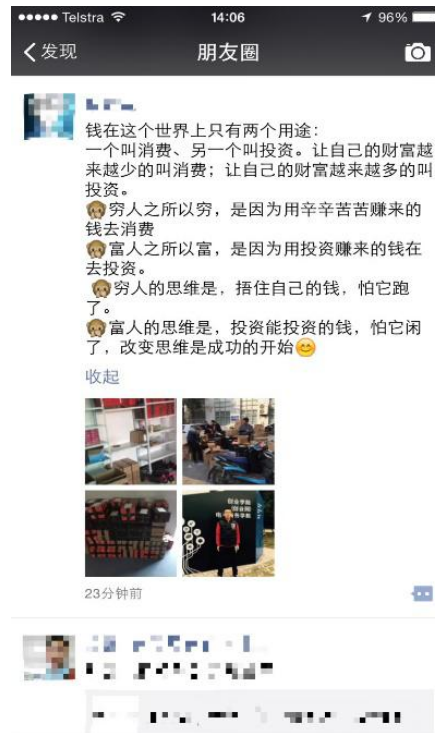 Telstra 14:06 96%
发现 朋友圈
钱在这个世界上只有两个用途：
一个叫消费、另一个叫投资。让自己的财富越
来越少的叫消费；让自己的财富越来越多的叫
投资。
🙊穷人之所以穷，是因为用辛辛苦苦赚来的
钱去消费
🙊富人之所以富，是因为用投资赚来的钱在
去投资。
🙊穷人的思维是，捂住自己的钱，怕它跑
了。
🙊富人的思维是，投资能投资的钱，怕它闲
了，改变思维是成功的开始😊
收起
23分钟前